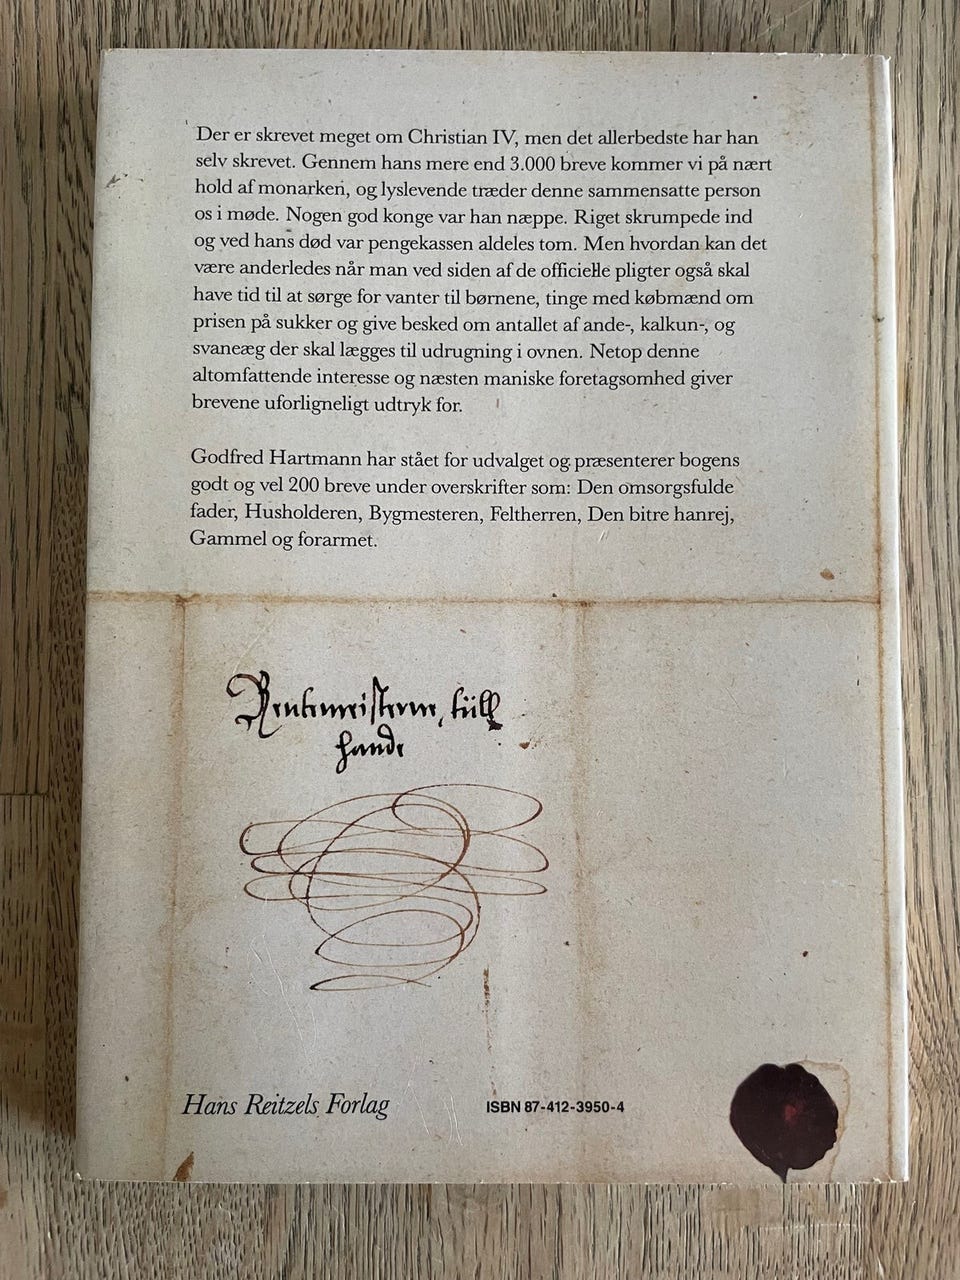 Der er skrevet meget om Christian IV, men det allerbedste har han
selv skrevet. Gennem hans mere end 3.000 breve kommer vi på nært
hold af monarken, og lyslevende træder denne sammensatte person
os i møde. Nogen god konge var han næppe. Riget skrumpede ind
og ved hans død var pengekassen aldeles tom. Men hvordan kan det
være anderledes når man ved siden af de officielle pligter også skal
have tid til at sørge for vanter til børnene, tinge med købmænd om
prisen på sukker og give besked om antallet af ande-, kalkun-, og
svaneæg der skal lægges til udrugning i ovnen. Netop denne
altomfattende interesse og næsten maniske foretagsomhed giver
brevene uforligneligt udtryk for.
Godfred Hartmann har stået for udvalget og præsenterer bogens
godt og vel 200 breve under overskrifter som: Den omsorgsfulde
fader, Husholderen, Bygmesteren, Feltherren, Den bitre hanrej,
Gammel og forarmet.
Rentemeisterne, tüll
hande
Hans Reitzels Forlag
ISBN 87-412-3950-4